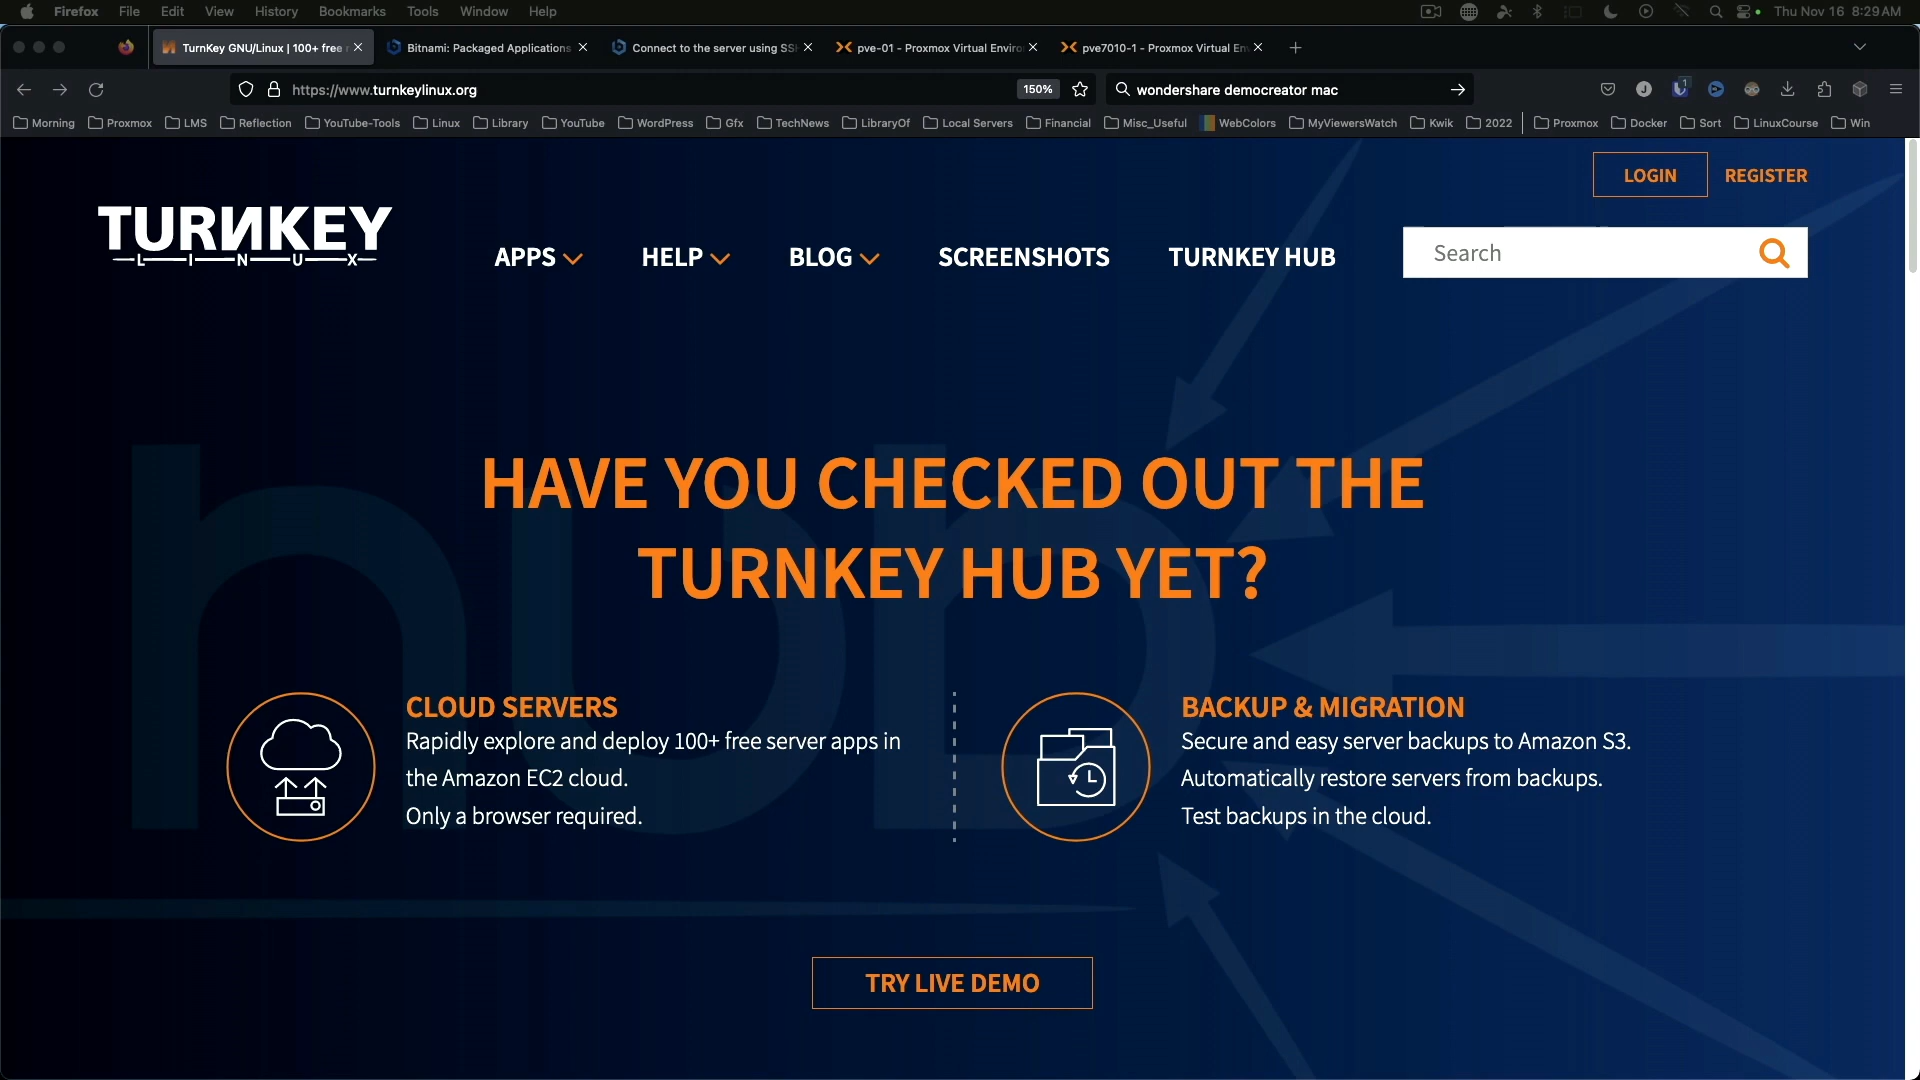 Firefox File Edit View History Bookmarks Tools Window Help Thu Nov 16 8:29 AM
TurnKey GNU/Linux | 100+ free Bitnami: Packaged Applications Connect to the server using SS pve-01 - Proxmox Virtual Enviro pve7010-1 - Proxmox Virtual En
https://www.turnkeylinux.org 150% wondershare democreator mac 1
Morning Proxmox LMS Reflection YouTube-Tools Linux Library YouTube WordPress Gfx TechNews LibraryOf Local Servers Financial Misc_Useful WebColors MyViewersWatch Kwik 2022 Proxmox Docker Sort LinuxCourse Win
LOGIN REGISTER
TURNKEY
LINUX
APPS HELP BLOG SCREENSHOTS TURNKEY HUB Search
HAVE YOU CHECKED OUT THE
TURNKEY HUB YET?
CLOUD SERVERS
Rapidly explore and deploy 100+ free server apps in
the Amazon EC2 cloud.
Only a browser required.
BACKUP & MIGRATION
Secure and easy server backups to Amazon S3.
Automatically restore servers from backups.
Test backups in the cloud.
TRY LIVE DEMO
hub